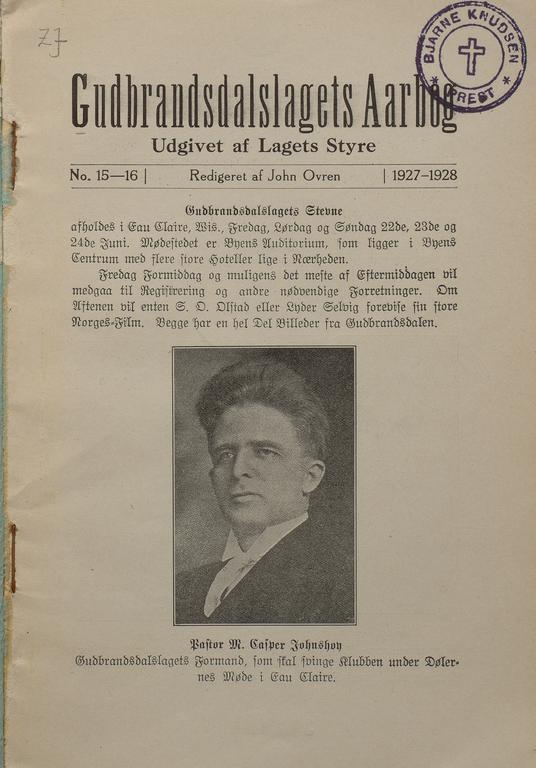 ZJ
BJARNE KNUDSEN
* PREST *
Gudbrandsdalslagets Aarbog
Udgivet af Lagets Styre
No. 15—16 | Redigeret af John Ovren | 1927–1928
Gudbrandsdalslagets Stevne
afholdes i Eau Claire, Wis., Fredag, Lørdag og Søndag 22de, 23de og
24de Juni. Mødestedet er Byens Auditorium, som ligger i Byens
Centrum med flere store Hoteller lige i Nærheden.
Fredag Formiddag og muligens det meste af Eftermiddagen vil
medgaa til Registrering og andre nødvendige Forretninger. Om
Aftenen vil enten S. O. Olstad eller Lyder Selvig forevise sin store
Norges-Film. Begge har en hel Del Billeder fra Gudbrandsdalen.
Pastor M. Casper Johnshoy
Gudbrandsdalslagets Formand, som skal svinge Klubben under Døler-
nes Møde i Eau Claire.